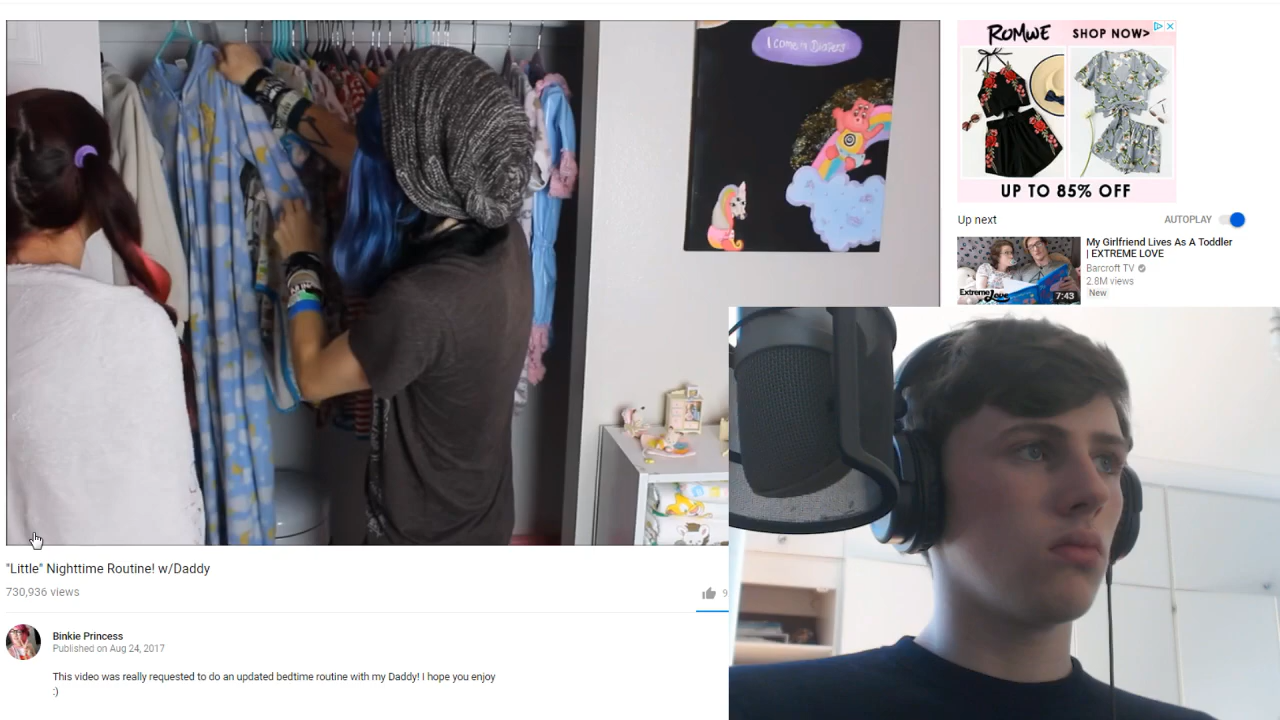 I come in Diapers
ROMWE SHOP NOW>
UP TO 85% OFF
Up next AUTOPLAY
My Girlfriend Lives As A Toddler
| EXTREME LOVE
Barcroft TV
2.8M views
New
Extreme Love 7:43
"Little" Nighttime Routine! w/Daddy
730,936 views
9
Binkie Princess
Published on Aug 24, 2017
This video was really requested to do an updated bedtime routine with my Daddy! I hope you enjoy
:)